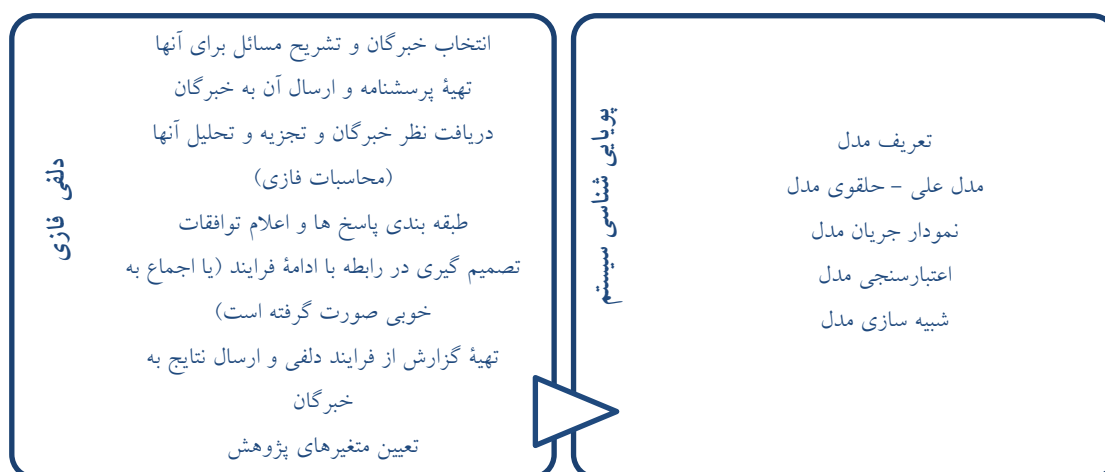 دلفی فازی
انتخاب خبرگان و تشریح مسائل برای آنها
تهیهٔ پرسشنامه و ارسال آن به خبرگان
دریافت نظر خبرگان و تجزیه و تحلیل آنها
(محاسبات فازی)
طبقه بندی پاسخ ها و اعلام توافقات
تصمیم گیری در رابطه با ادامهٔ فرایند (یا اجماع به
خوبی صورت گرفته است)
تهیهٔ گزارش از فرایند دلفی و ارسال نتایج به
خبرگان
تعیین متغیرهای پژوهش
پویایی شناسی سیستم
تعریف مدل
مدل علی – حلقوی مدل
نمودار جریان مدل
اعتبارسنجی مدل
شبیه سازی مدل